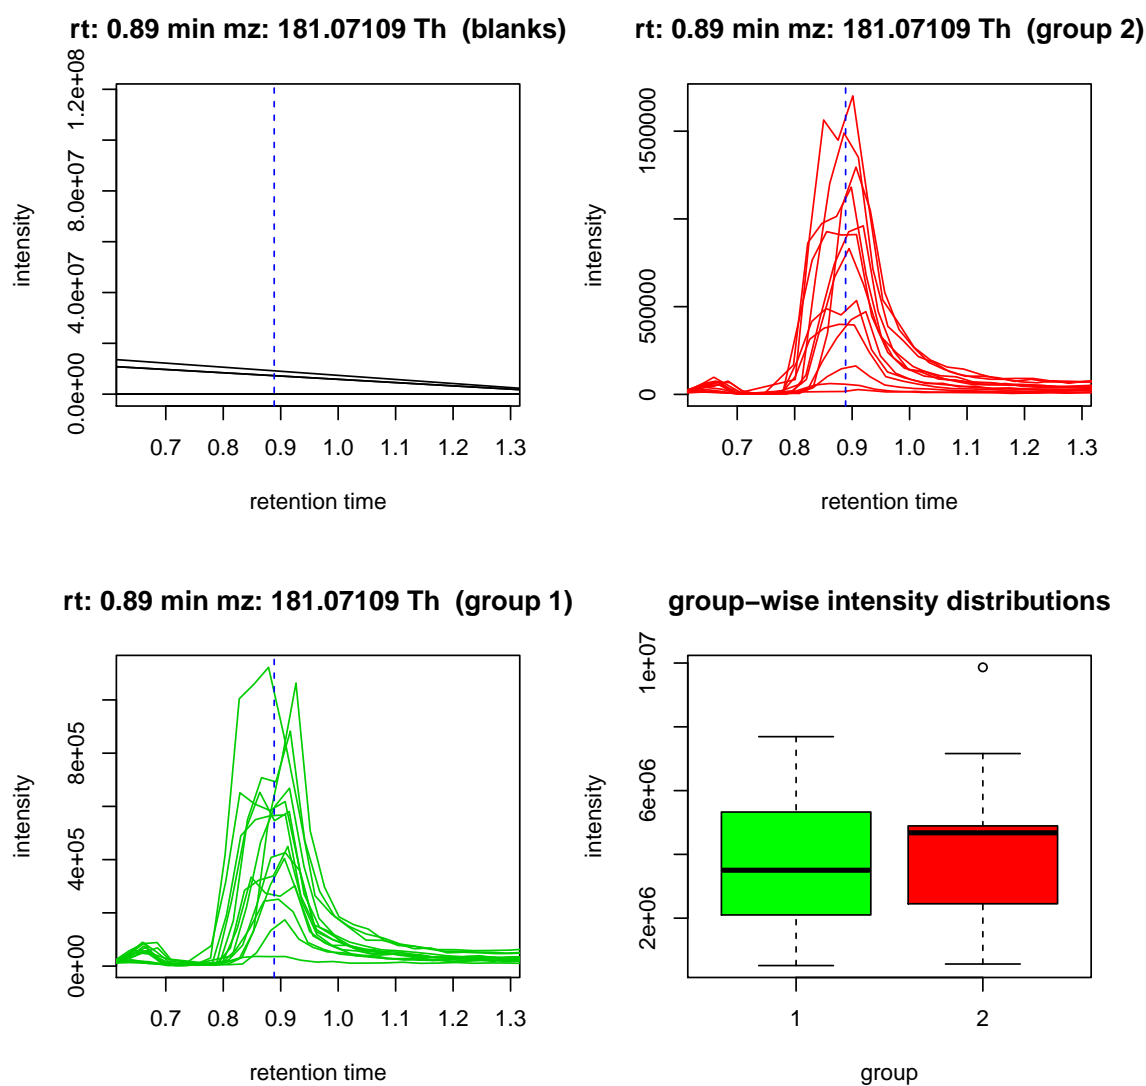 rt: 0.89 min mz: 181.07109 Th  (blanks)
intensity
0.0e+00 4.0e+07 8.0e+07 1.2e+08
0.7 0.8 0.9 1.0 1.1 1.2 1.3
retention time
rt: 0.89 min mz: 181.07109 Th  (group 2)
intensity
0 500000 1500000
0.7 0.8 0.9 1.0 1.1 1.2 1.3
retention time
rt: 0.89 min mz: 181.07109 Th  (group 1)
intensity
0e+00 4e+05 8e+05
0.7 0.8 0.9 1.0 1.1 1.2 1.3
retention time
group−wise intensity distributions
intensity
2e+06 6e+06 1e+07
1 2
group